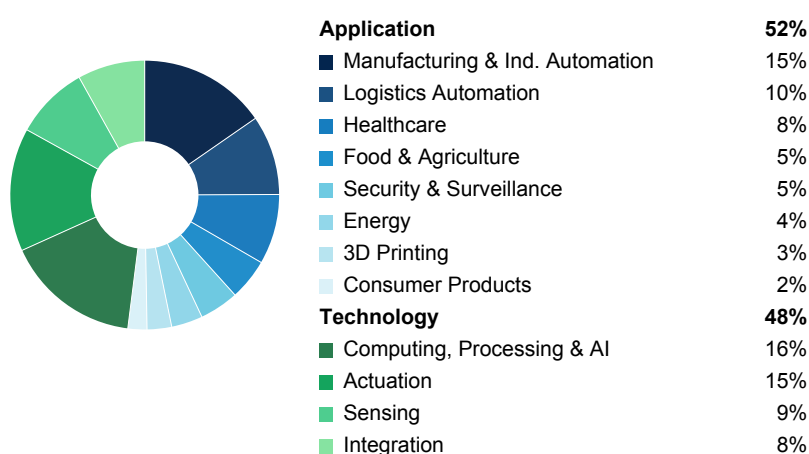 Application 52%
Manufacturing & Ind. Automation 15%
Logistics Automation 10%
Healthcare 8%
Food & Agriculture 5%
Security & Surveillance 5%
Energy 4%
3D Printing 3%
Consumer Products 2%
Technology 48%
Computing, Processing & AI 16%
Actuation 15%
Sensing 9%
Integration 8%